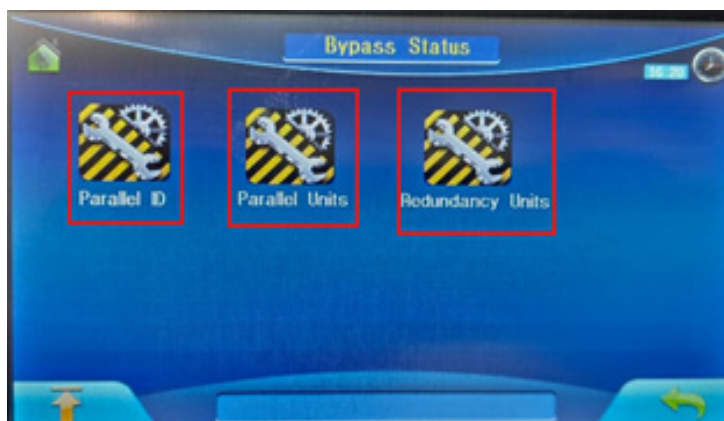 Bypass Status
16:20
Parallel ID
Parallel Units
Redundancy Units